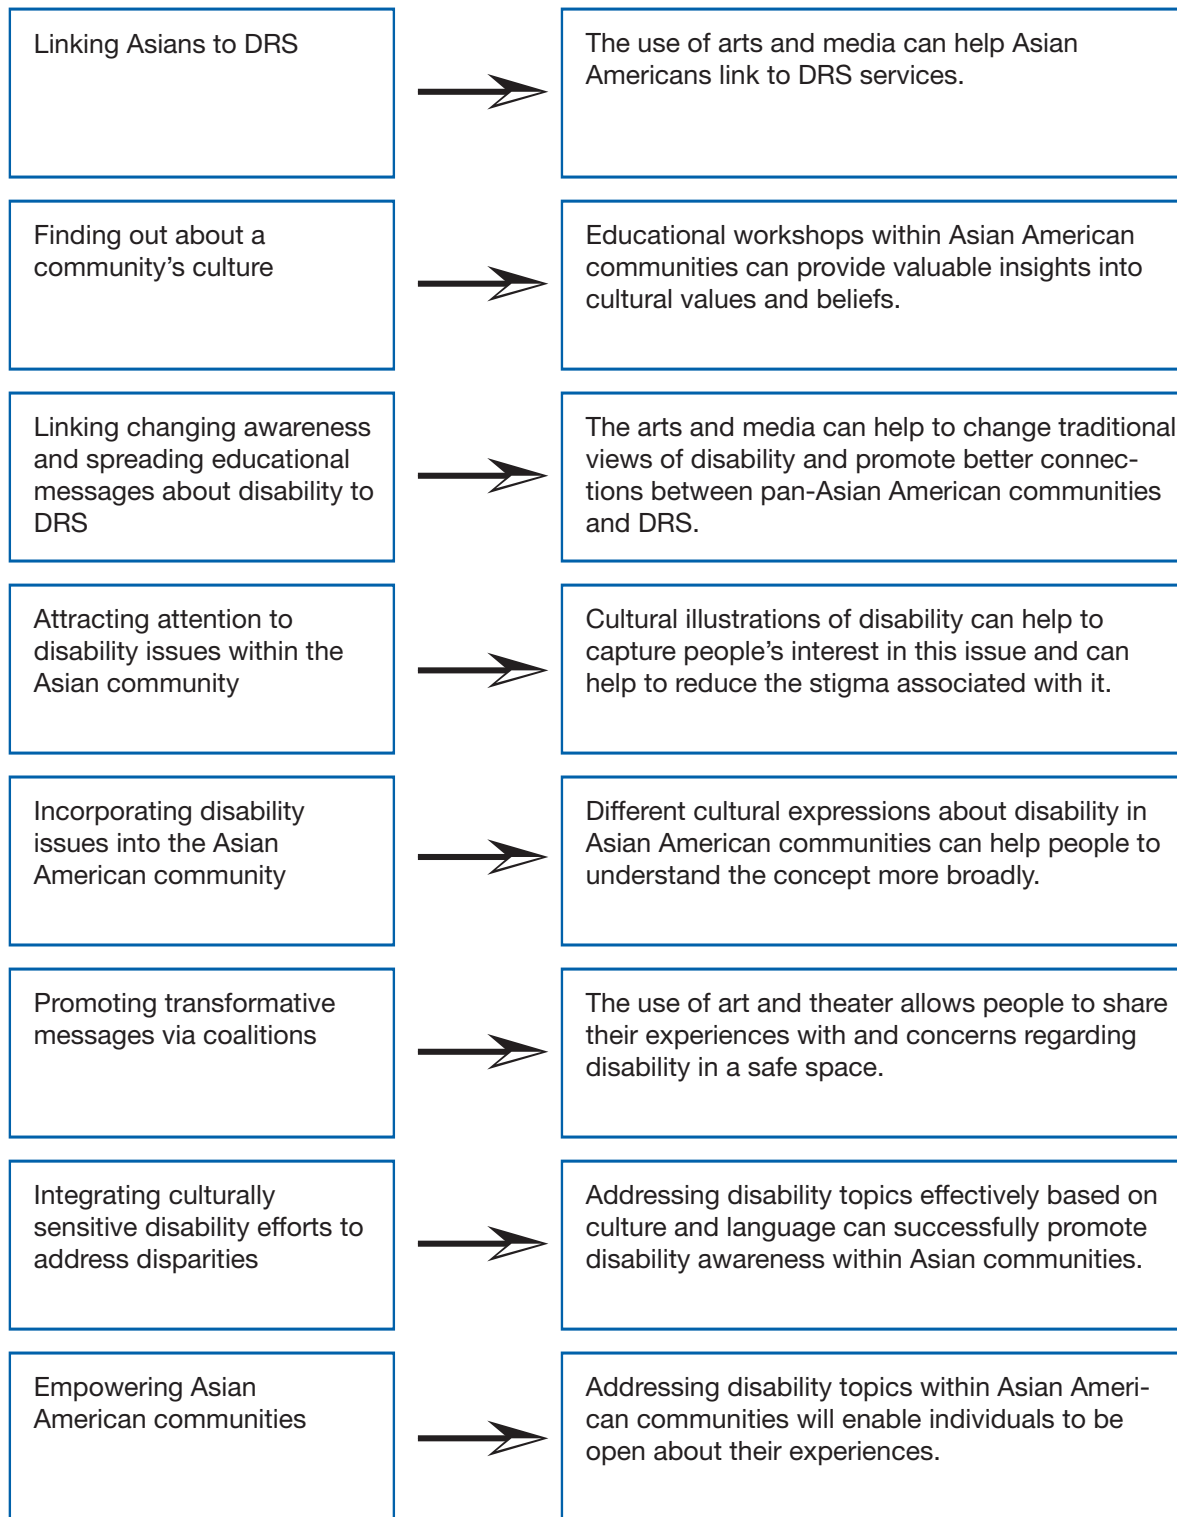 Linking Asians to DRS
The use of arts and media can help Asian
Americans link to DRS services.
Finding out about a
community’s culture
Educational workshops within Asian American
communities can provide valuable insights into
cultural values and beliefs.
Linking changing awareness
and spreading educational
messages about disability to
DRS
The arts and media can help to change traditional
views of disability and promote better connec-
tions between pan-Asian American communities
and DRS.
Attracting attention to
disability issues within the
Asian community
Cultural illustrations of disability can help to
capture people’s interest in this issue and can
help to reduce the stigma associated with it.
Incorporating disability
issues into the Asian
American community
Different cultural expressions about disability in
Asian American communities can help people to
understand the concept more broadly.
Promoting transformative
messages via coalitions
The use of art and theater allows people to share
their experiences with and concerns regarding
disability in a safe space.
Integrating culturally
sensitive disability efforts to
address disparities
Addressing disability topics effectively based on
culture and language can successfully promote
disability awareness within Asian communities.
Empowering Asian
American communities
Addressing disability topics within Asian Ameri-
can communities will enable individuals to be
open about their experiences.